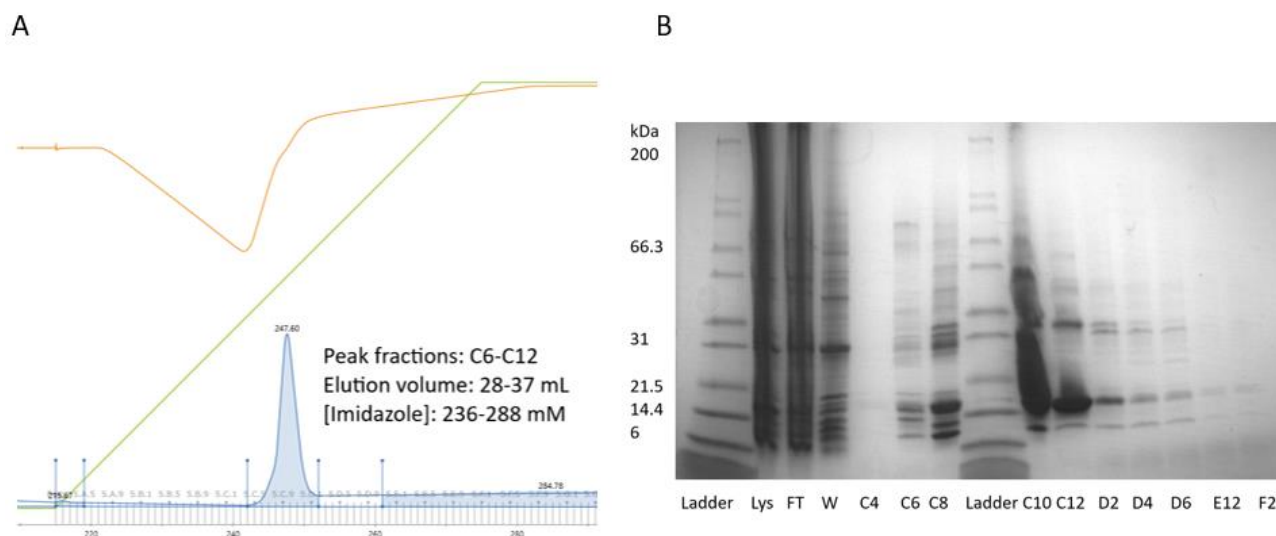 A
B
247.60
Peak fractions: C6-C12
Elution volume: 28-37 mL
[Imidazole]: 236-288 mM
284.78
220
240
260
280
kDa
200
66.3
31
21.5
14.4
6
Ladder Lys FT W C4 C6 C8 Ladder C10 C12 D2 D4 D6 E12 F2